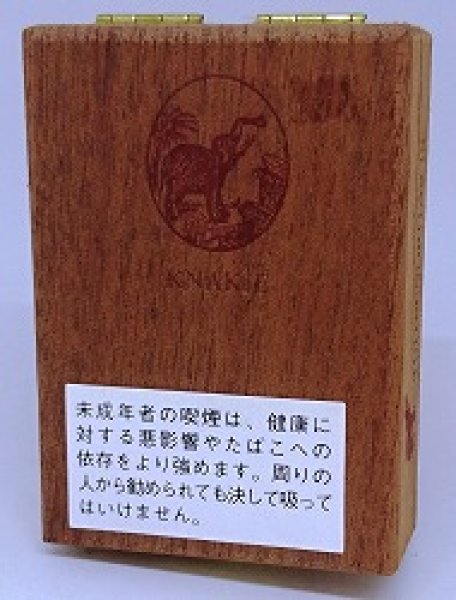 KNAKE
未成年者の喫煙は、健康に
対する悪影響やたばこへの
依存をより強めます。周りの
人から勧められても決して吸って
はいけません。